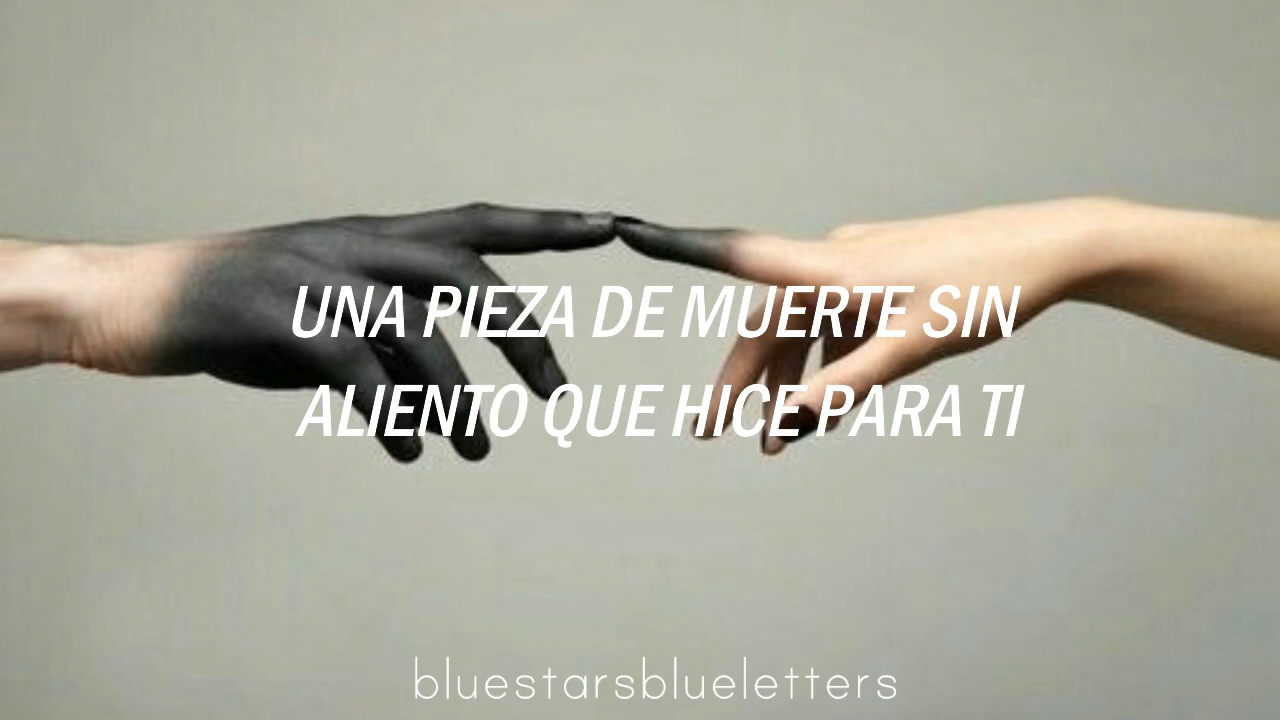 UNA PIEZA DE MUERTE SIN
ALIENTO QUE HICE PARA TI
bluestarsblueletters